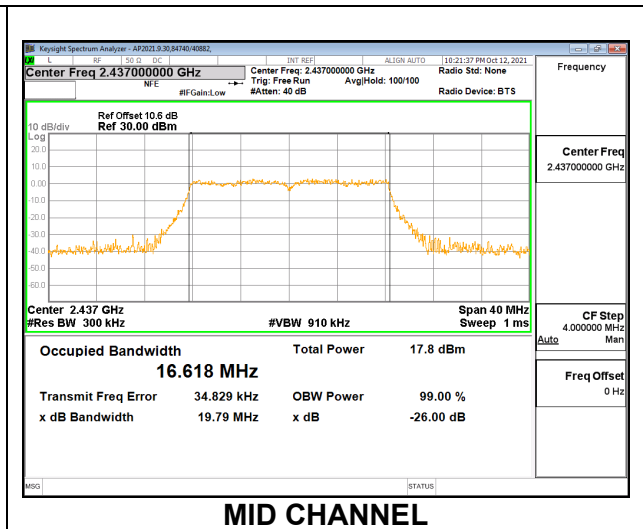 Keysight Spectrum Analyzer - AP2021.9.30,84740/40882,
L RF 50 Ω DC INT REF ALIGN AUTO 10:21:37 PM Oct 12, 2021
Center Freq 2.437000000 GHz Center Freq: 2.437000000 GHz Radio Std: None Frequency
NFE Trig: Free Run Avg|Hold: 100/100
#IFGain:Low #Atten: 40 dB Radio Device: BTS
Ref Offset 10.6 dB
10 dB/div Ref 30.00 dBm
Log
20.0
10.0
0.00
-10.0
-20.0
-30.0
-40.0
-50.0
-60.0
Center Freq
2.437000000 GHz
Center 2.437 GHz Span 40 MHz
#Res BW 300 kHz #VBW 910 kHz Sweep 1 ms
CF Step
4.000000 MHz
Auto Man
Occupied Bandwidth Total Power 17.8 dBm
16.618 MHz
Transmit Freq Error 34.829 kHz OBW Power 99.00 %
x dB Bandwidth 19.79 MHz x dB -26.00 dB
Freq Offset
0 Hz
MSG STATUS
MID CHANNEL